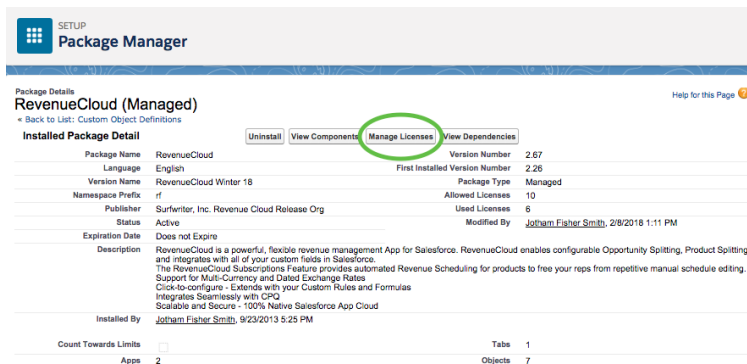 SETUP
Package Manager
Package Details
RevenueCloud (Managed)
Help for this Page ?
« Back to List: Custom Object Definitions
Installed Package Detail
Uninstall View Components Manage Licenses View Dependencies
Package Name RevenueCloud Version Number 2.67
Language English First Installed Version Number 2.26
Version Name RevenueCloud Winter 18 Package Type Managed
Namespace Prefix rf Allowed Licenses 10
Publisher Surfwriter, Inc. Revenue Cloud Release Org Used Licenses 6
Status Active Modified By Jotham Fisher Smith, 2/8/2018 1:11 PM
Expiration Date Does not Expire
Description RevenueCloud is a powerful, flexible revenue management App for Salesforce. RevenueCloud enables configurable Opportunity Splitting, Product Splitting
and integrates with all of your custom fields in Salesforce.
The RevenueCloud Subscriptions Feature provides automated Revenue Scheduling for products to free your reps from repetitive manual schedule editing.
Support for Multi-Currency and Dated Exchange Rates
Click-to-configure - Extends with your Custom Rules and Formulas
Integrates Seamlessly with CPQ
Scalable and Secure - 100% Native Salesforce App Cloud
Installed By Jotham Fisher Smith, 9/23/2013 5:25 PM
Count Towards Limits Tabs 1
Apps 2 Objects 7